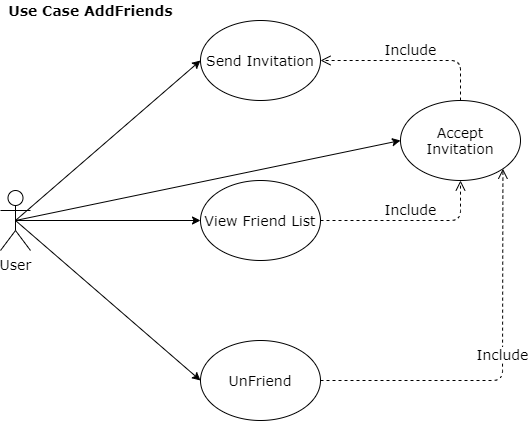 Use Case AddFriends
Send Invitation
Include
Accept
Invitation
View Friend List
Include
User
UnFriend
Include